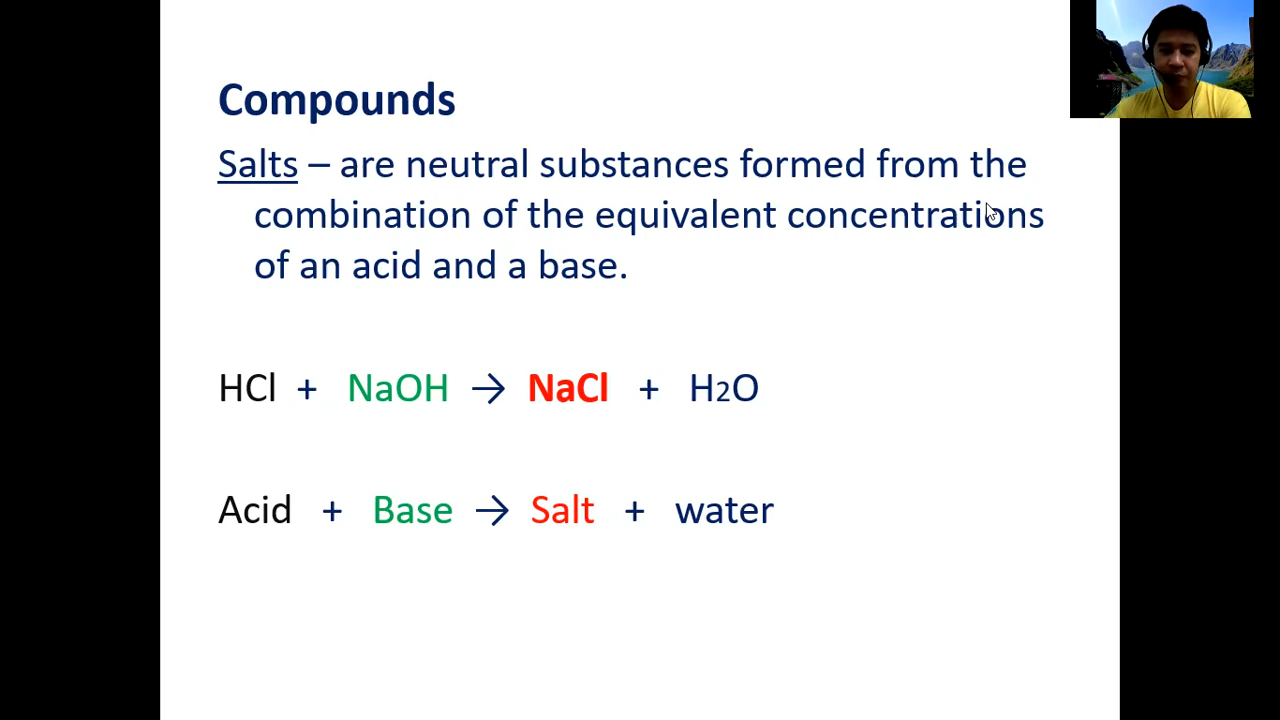 Compounds
Salts – are neutral substances formed from the
combination of the equivalent concentrations
of an acid and a base.
HCl + NaOH → NaCl + H2O
Acid + Base → Salt + water